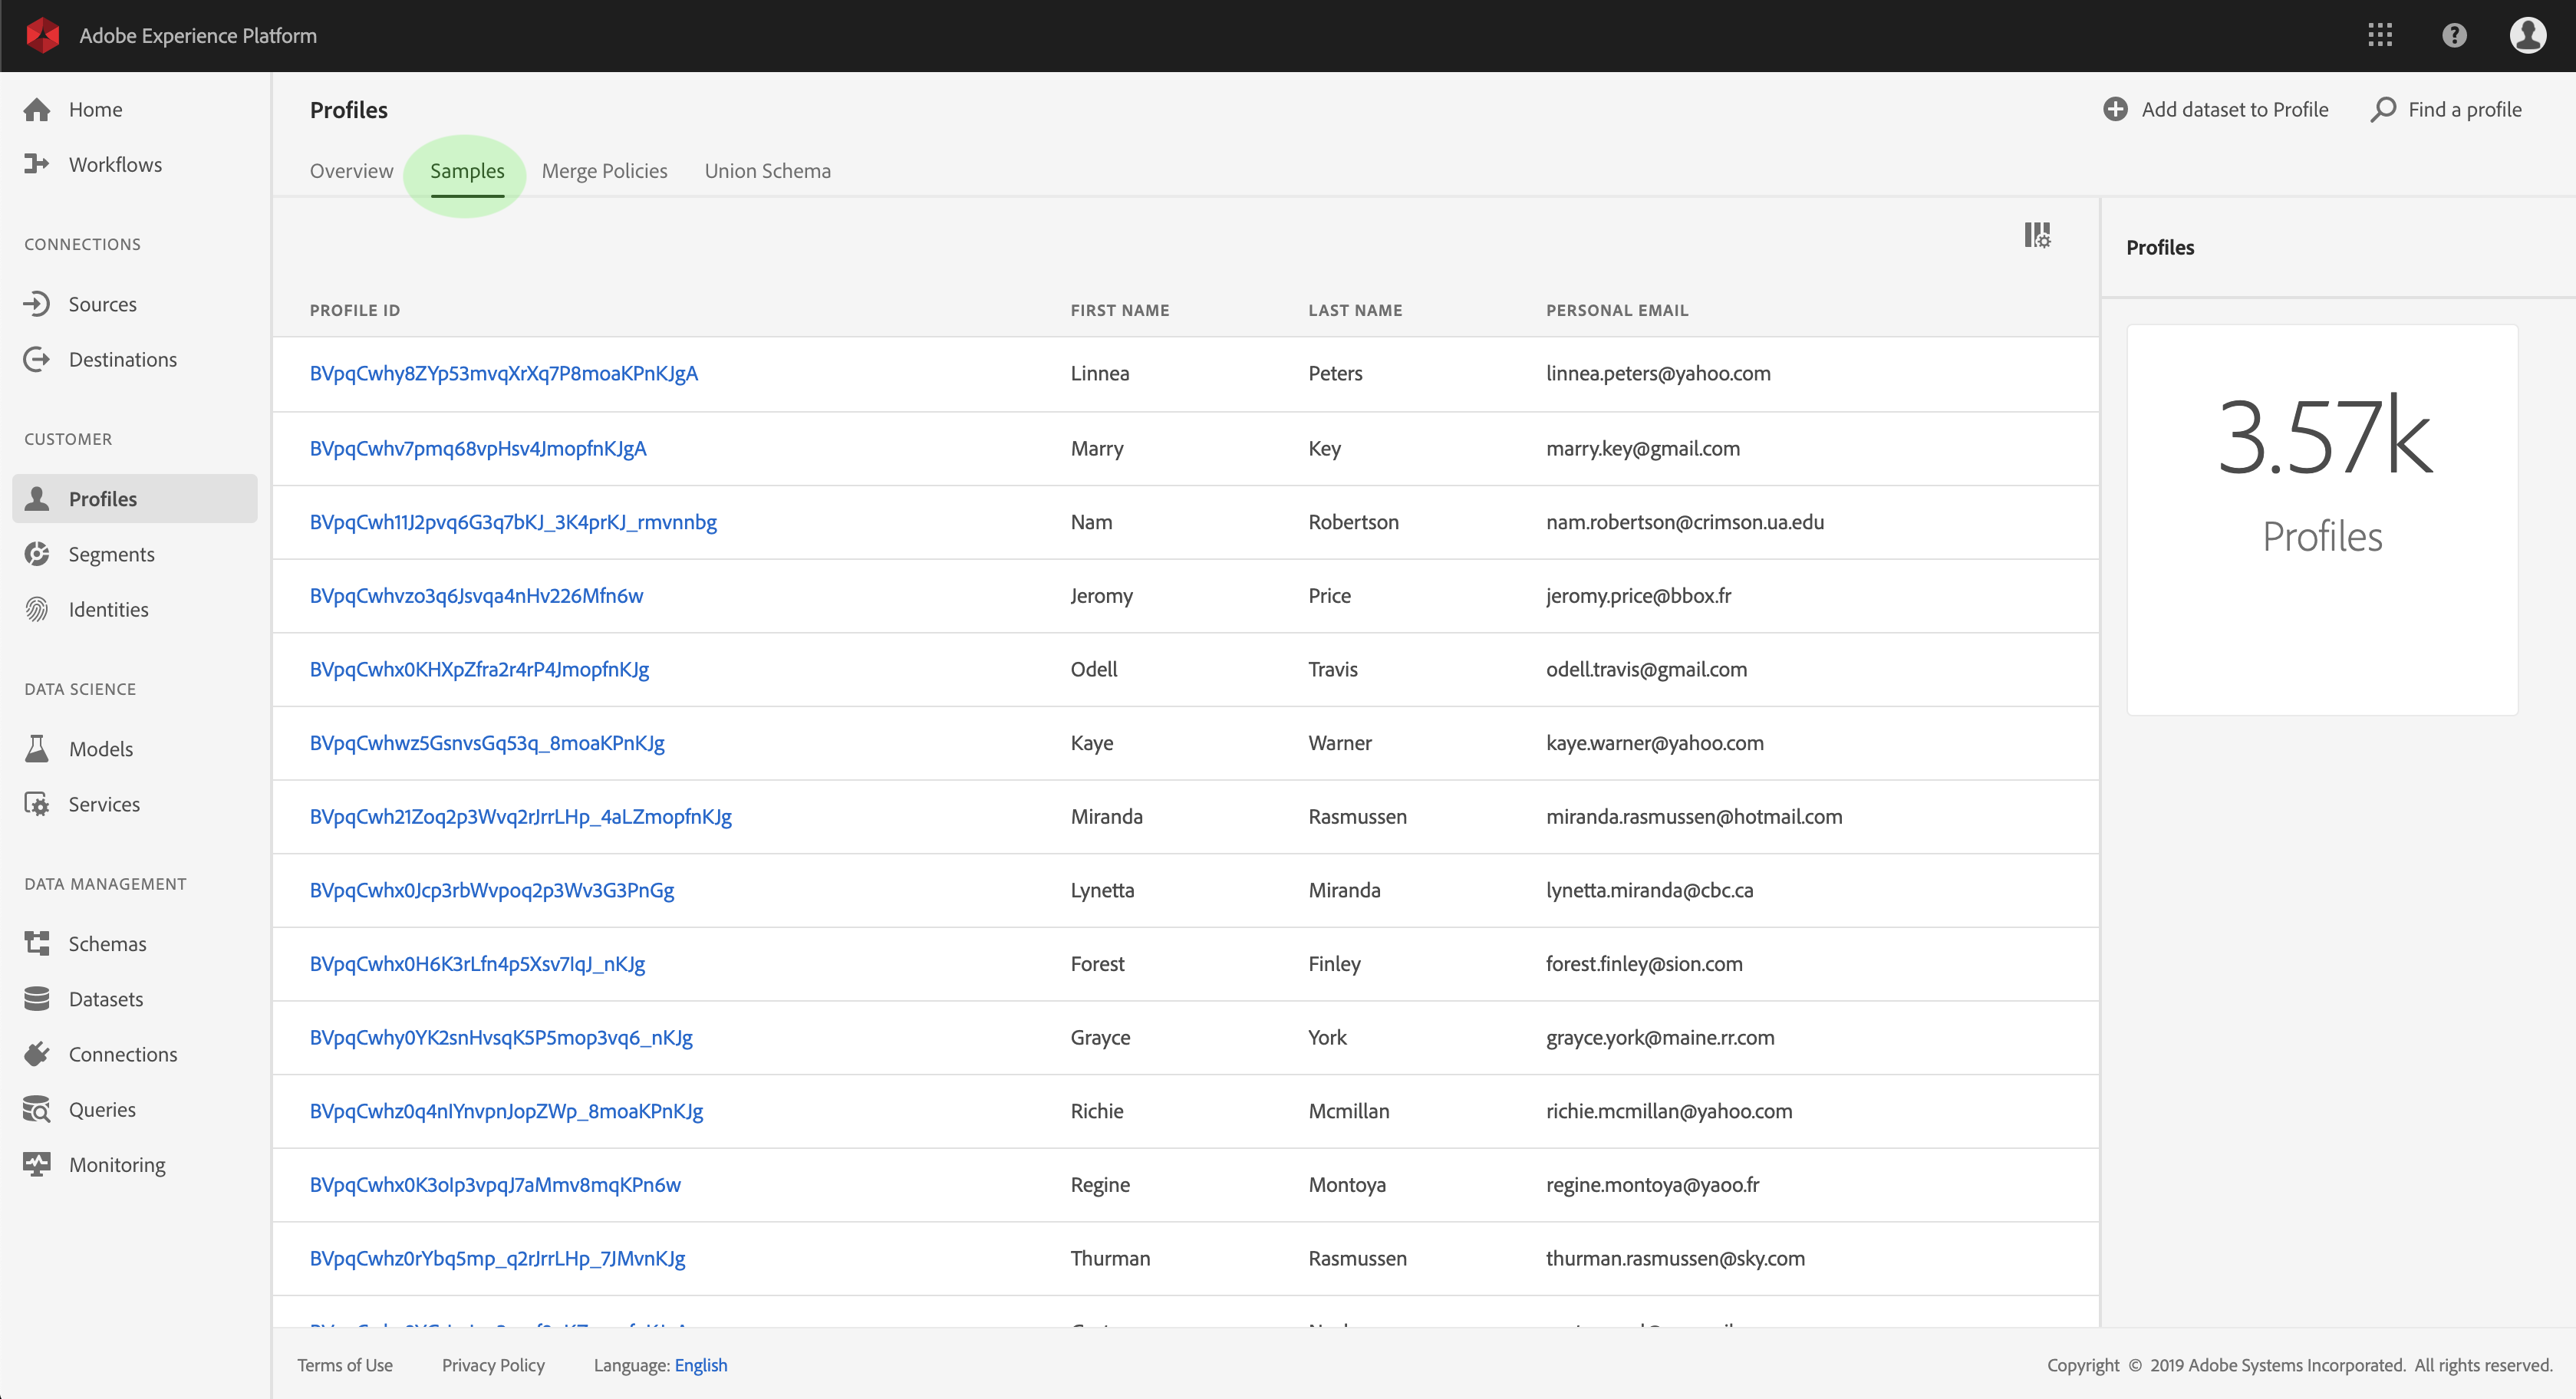 Adobe Experience Platform
Home
Workflows
CONNECTIONS
Sources
Destinations
CUSTOMER
Profiles
Segments
Identities
DATA SCIENCE
Models
Services
DATA MANAGEMENT
Schemas
Datasets
Connections
Queries
Monitoring
Profiles
Add dataset to Profile Find a profile
Overview Samples Merge Policies Union Schema
PROFILE ID FIRST NAME LAST NAME PERSONAL EMAIL
BVpqCwhy8ZYp53mvqXrXq7P8moaKPnKJgA Linnea Peters linnea.peters@yahoo.com
BVpqCwhv7pmq68vpHsv4JmopfnKJgA Marry Key marry.key@gmail.com
BVpqCwh11J2pvq6G3q7bKJ_3K4prKJ_rmvnnbg Nam Robertson nam.robertson@crimson.ua.edu
BVpqCwhvzo3q6Jsvqa4nHv226Mfn6w Jeromy Price jeromy.price@bbox.fr
BVpqCwhx0KHXpZfra2r4rP4JmopfnKJg Odell Travis odell.travis@gmail.com
BVpqCwhwz5GsnvsGq53q_8moaKPnKJg Kaye Warner kaye.warner@yahoo.com
BVpqCwh21Zoq2p3Wvq2rJrrLHp_4aLZmopfnKJg Miranda Rasmussen miranda.rasmussen@hotmail.com
BVpqCwhx0Jcp3rbWvpoq2p3Wv3G3PnGg Lynetta Miranda lynetta.miranda@cbc.ca
BVpqCwhx0H6K3rLfn4p5Xsv7IqJ_nKJg Forest Finley forest.finley@sion.com
BVpqCwhy0YK2snHvsqK5P5mop3vq6_nKJg Grayce York grayce.york@maine.rr.com
BVpqCwhz0q4nIYnvpnJopZWp_8moaKPnKJg Richie Mcmillan richie.mcmillan@yahoo.com
BVpqCwhx0K3oIp3vpqJ7aMmv8mqKPn6w Regine Montoya regine.montoya@yaoo.fr
BVpqCwhz0rYbq5mp_q2rJrrLHp_7JMvnKJg Thurman Rasmussen thurman.rasmussen@sky.com
Profiles
3.57k
Profiles
Terms of Use Privacy Policy Language: English
Copyright © 2019 Adobe Systems Incorporated. All rights reserved.